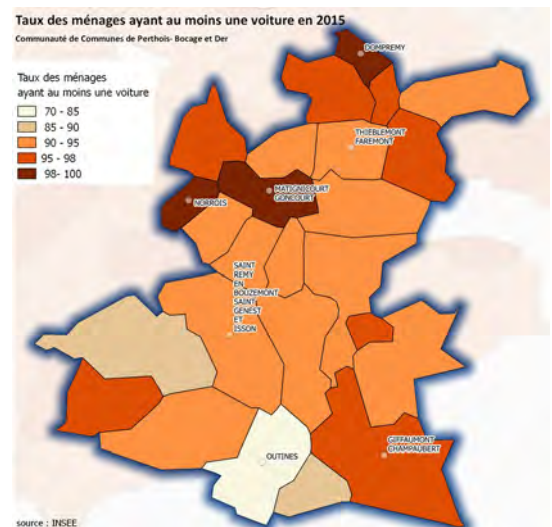 Taux des ménages ayant au moins une voiture en 2015
Communauté de Communes de Perthois- Bocage et Der
Taux des ménages
ayant au moins une voiture
70 - 85
85 - 90
90 - 95
95 - 98
98- 100
DOMPREMY
THIEBLEMONT
FAREMONT
MATIGNICOURT
GONCOURT
NORROIS
SAINT
REMY
EN
BOUZEMONT
SAINT
GENEST
ET
ISSON
GIFFAUMONT
CHAMPAUBERT
OUTINES
source : INSEE